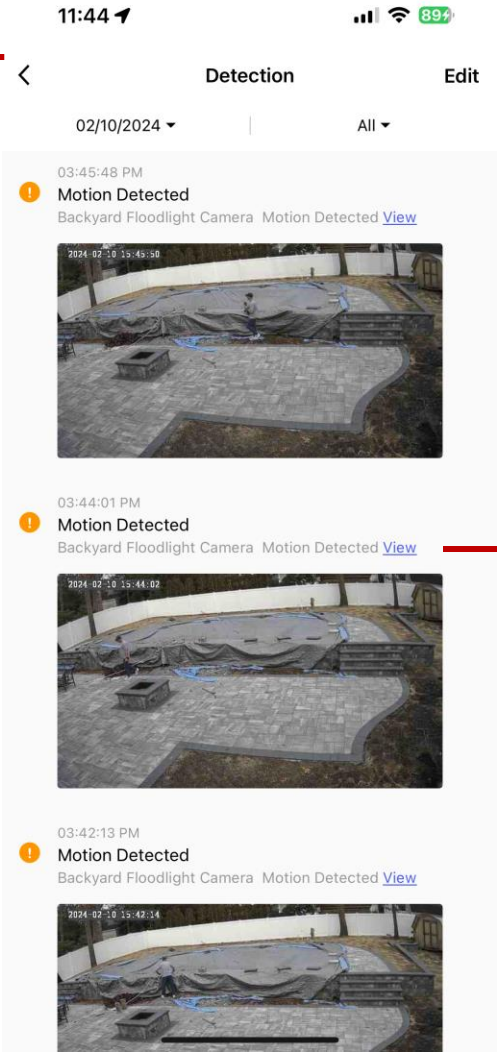 11:44
89
Detection
Edit
02/10/2024
All
03:45:48 PM
Motion Detected
Backyard Floodlight Camera Motion Detected View
2024-02-10 15:45:50
03:44:01 PM
Motion Detected
Backyard Floodlight Camera Motion Detected View
2024-02-10 15:44:02
03:42:13 PM
Motion Detected
Backyard Floodlight Camera Motion Detected View
2024-02-10 15:42:14